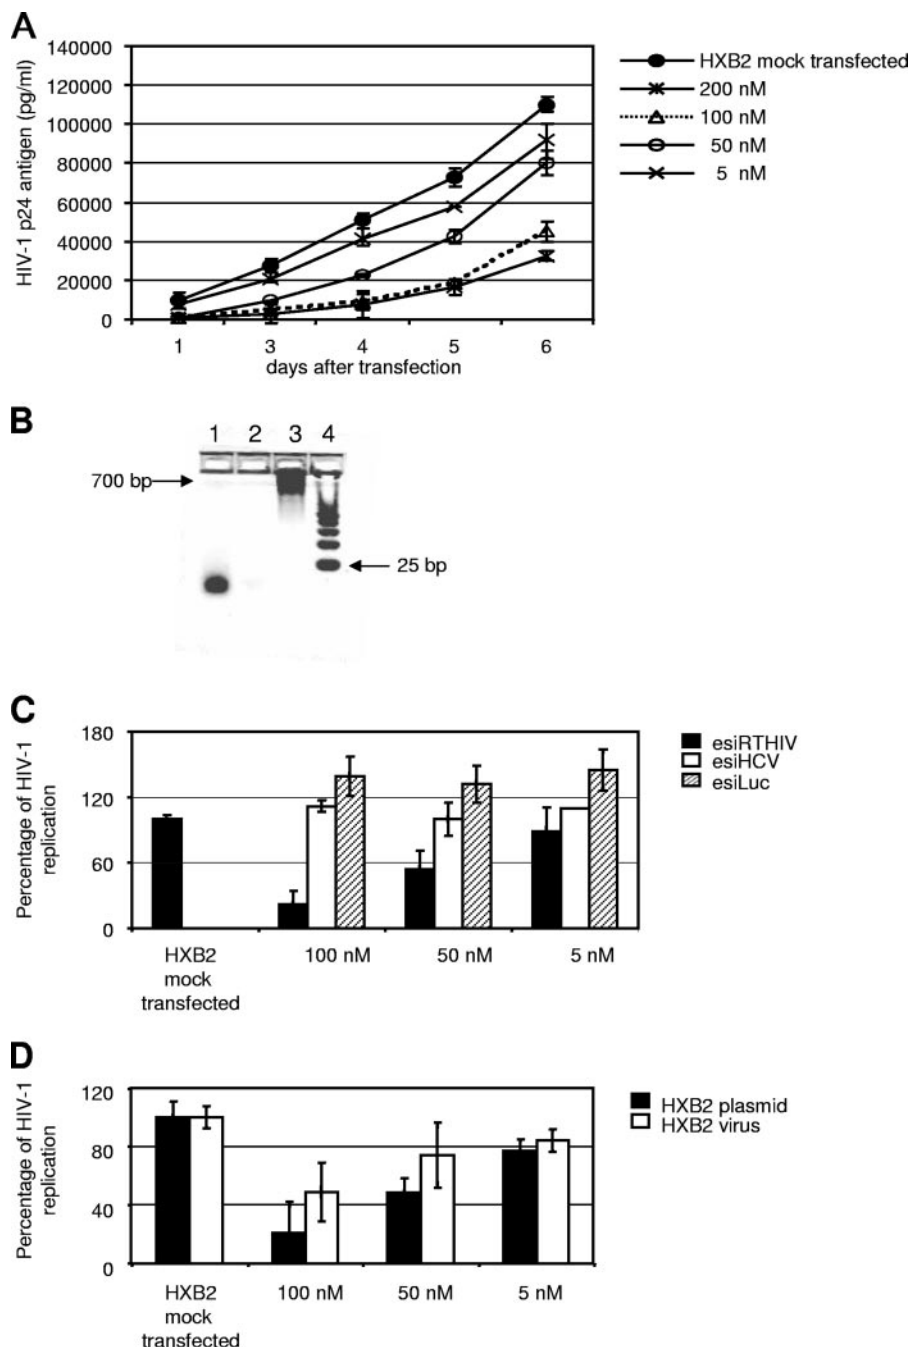 A
HIV-1 p24 antigen (pg/ml)
140000
120000
100000
80000
60000
40000
20000
0
1 3 4 5 6
days after transfection
HXB2 mock transfected
200 nM
100 nM
50 nM
5 nM
B
1 2 3 4
700 bp
25 bp
C
Percentage of HIV-1
replication
180
120
60
0
HXB2
mock
transfected
100 nM
50 nM
5 nM
esiRTHIV
esiHCV
esiLuc
D
Percentage of HIV-1
replication
120
80
40
0
HXB2
mock
transfected
100 nM
50 nM
5 nM
HXB2 plasmid
HXB2 virus